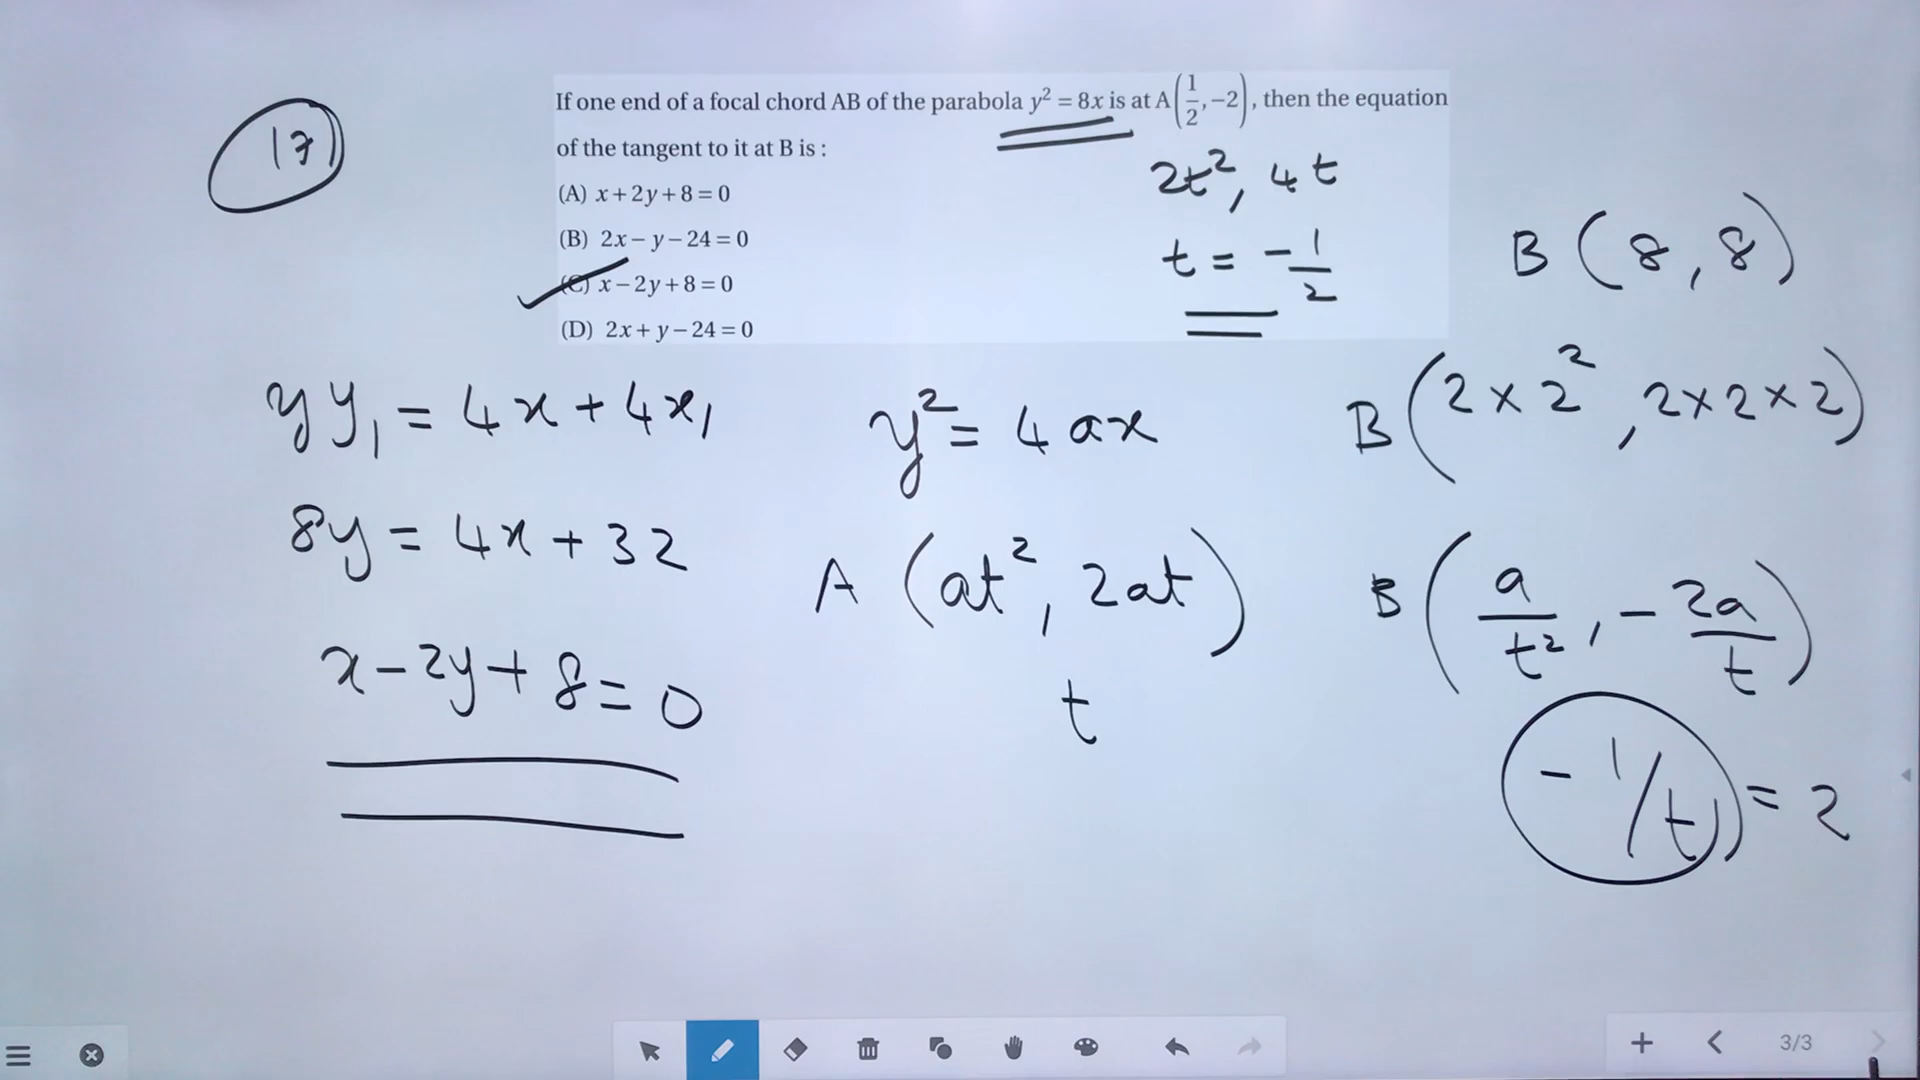 17
If one end of a focal chord AB of the parabola y² = 8x is at A(1/2, −2), then the equation
of the tangent to it at B is :
(A) x + 2y + 8 = 0
(B) 2x − y − 24 = 0
(C) x − 2y + 8 = 0
(D) 2x + y − 24 = 0
2t², 4t
t = −1/2
B (8, 8)
B (2 × 2², 2 × 2 × 2)
B (a/t², −2a/t)
−1/t = 2
y² = 4ax
A (at², 2at)
t
yy₁ = 4x + 4x₁
8y = 4x + 32
x − 2y + 8 = 0
3/3